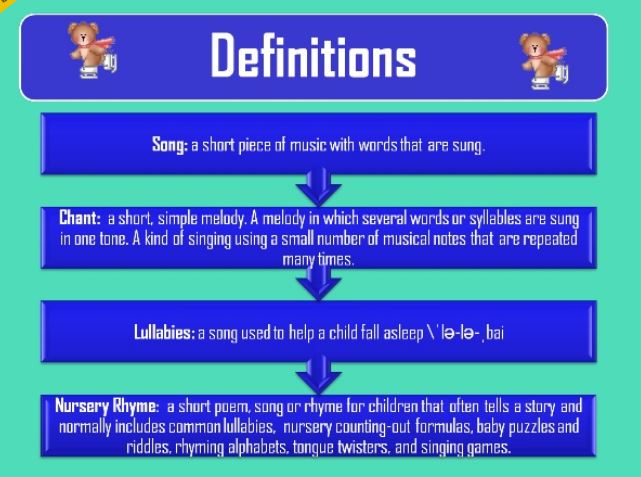 Definitions
Song: a short piece of music with words that are sung.
Chant:  a short, simple melody. A melody in which several words or syllables are sung
in one tone. A kind of singing using a small number of musical notes that are repeated
many times.
Lullabies: a song used to help a child fall asleep \ˈlə-lə-ˌbai
Nursery Rhyme:  a short poem, song or rhyme for children that often tells a story and
normally includes common lullabies,  nursery counting-out formulas, baby puzzles and
riddles, rhyming alphabets, tongue twisters, and singing games.